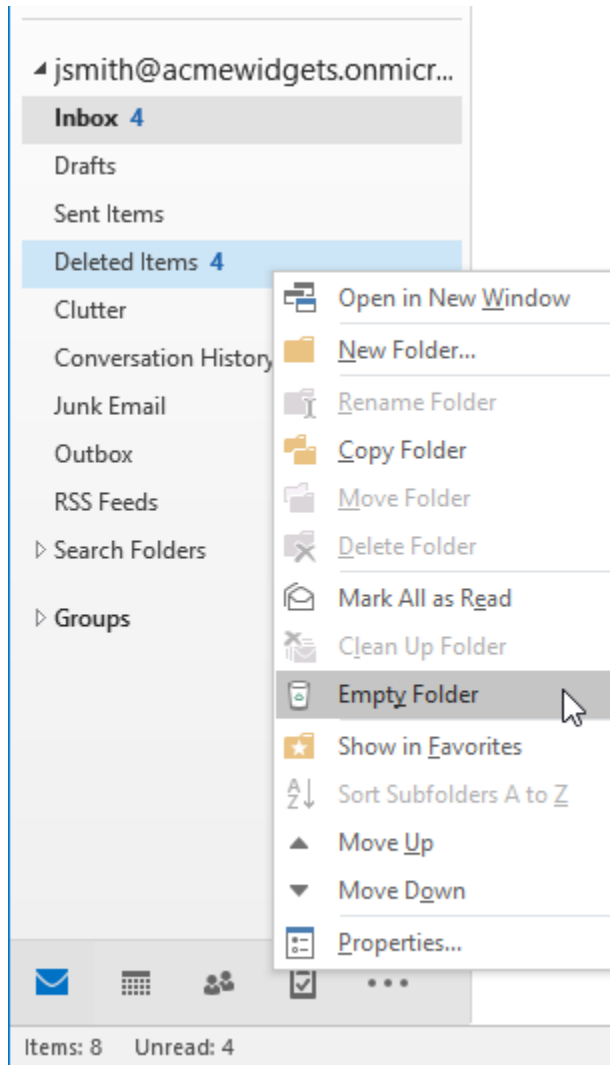 jsmith@acmewidgets.onmicr...
Inbox 4
Drafts
Sent Items
Deleted Items 4
Clutter
Conversation History
Junk Email
Outbox
RSS Feeds
Search Folders
Groups
Open in New Window
New Folder...
Rename Folder
Copy Folder
Move Folder
Delete Folder
Mark All as Read
Clean Up Folder
Empty Folder
Show in Favorites
Sort Subfolders A to Z
Move Up
Move Down
Properties...
Items: 8 Unread: 4